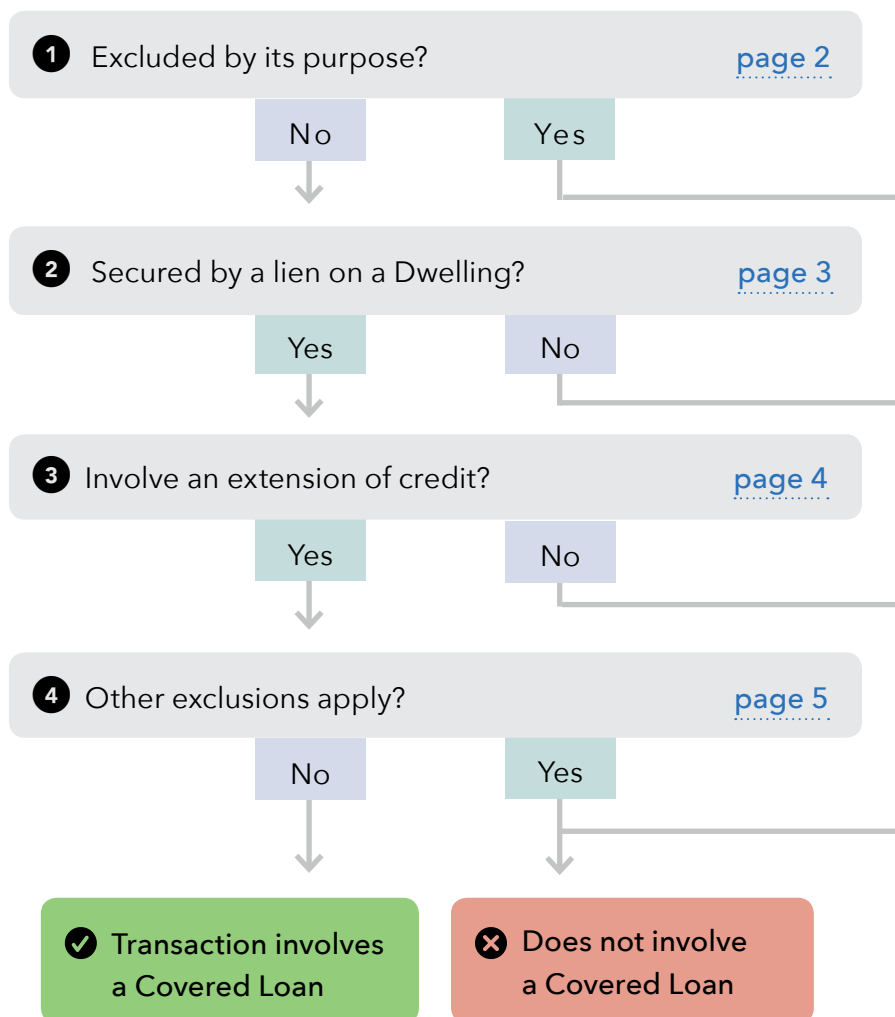 1 Excluded by its purpose? page 2
No Yes
2 Secured by a lien on a Dwelling? page 3
Yes No
3 Involve an extension of credit? page 4
Yes No
4 Other exclusions apply? page 5
No Yes
Transaction involves
a Covered Loan
Does not involve
a Covered Loan